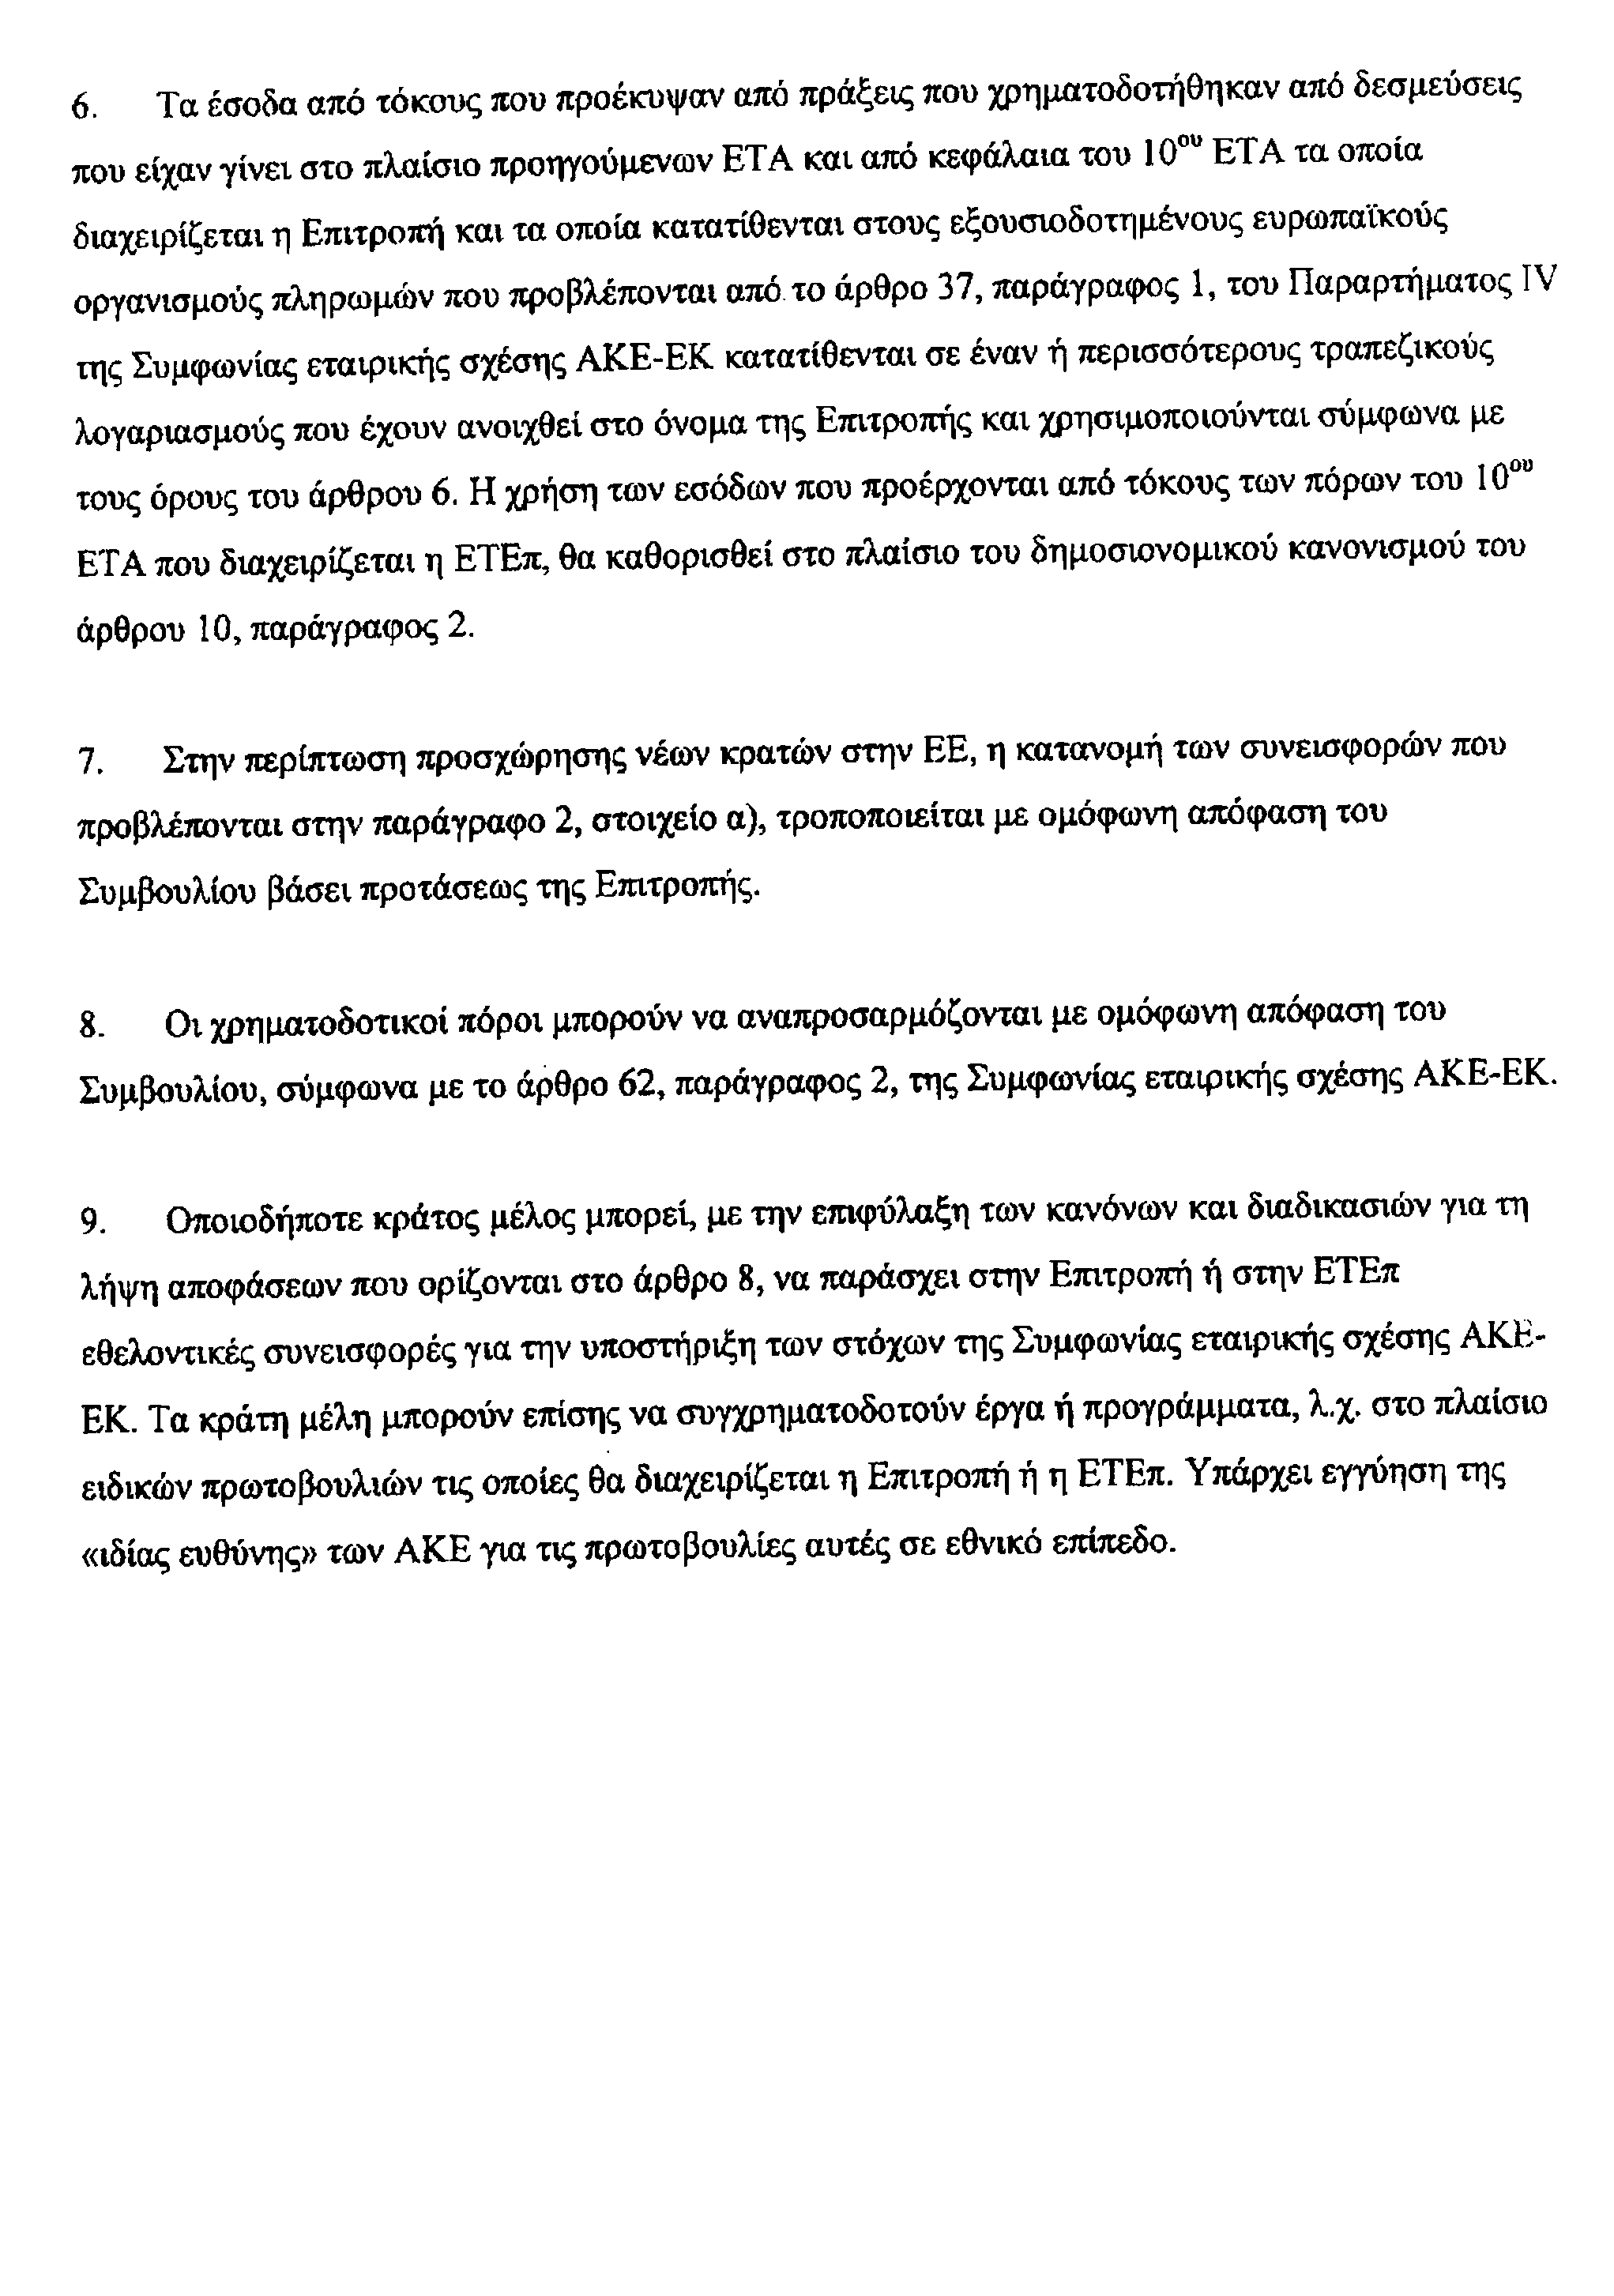 6. Τα έσοδα από τόκους που προέκυψαν από πράξεις που χρηματοδοτήθηκαν από δεσμεύσεις
που είχαν γίνει στο πλαίσιο προηγούμενων ΕΤΑ και από κεφάλαια του 10ου ΕΤΑ τα οποία
διαχειρίζεται η Επιτροπή και τα οποία κατατίθενται στους εξουσιοδοτημένους ευρωπαϊκούς
οργανισμούς πληρωμών που προβλέπονται από το άρθρο 37, παράγραφος 1, του Παραρτήματος IV
της Συμφωνίας εταιρικής σχέσης ΑΚΕ-ΕΚ κατατίθενται σε έναν ή περισσότερους τραπεζικούς
λογαριασμούς που έχουν ανοιχθεί στο όνομα της Επιτροπής και χρησιμοποιούνται σύμφωνα με
τους όρους του άρθρου 6. Η χρήση των εσόδων που προέρχονται από τόκους των πόρων του 10ου
ΕΤΑ που διαχειρίζεται η ΕΤΕπ, θα καθορισθεί στο πλαίσιο του δημοσιονομικού κανονισμού του
άρθρου 10, παράγραφος 2.
7. Στην περίπτωση προσχώρησης νέων κρατών στην ΕΕ, η κατανομή των συνεισφορών που
προβλέπονται στην παράγραφο 2, στοιχείο α), τροποποιείται με ομόφωνη απόφαση του
Συμβουλίου βάσει προτάσεως της Επιτροπής.
8. Οι χρηματοδοτικοί πόροι μπορούν να αναπροσαρμόζονται με ομόφωνη απόφαση του
Συμβουλίου, σύμφωνα με το άρθρο 62, παράγραφος 2, της Συμφωνίας εταιρικής σχέσης ΑΚΕ-ΕΚ.
9. Οποιοδήποτε κράτος μέλος μπορεί, με την επιφύλαξη των κανόνων και διαδικασιών για τη
λήψη αποφάσεων που ορίζονται στο άρθρο 8, να παράσχει στην Επιτροπή ή στην ΕΤΕπ
εθελοντικές συνεισφορές για την υποστήριξη των στόχων της Συμφωνίας εταιρικής σχέσης ΑΚΕ-
ΕΚ. Τα κράτη μέλη μπορούν επίσης να συγχρηματοδοτούν έργα ή προγράμματα, λ.χ. στο πλαίσιο
ειδικών πρωτοβουλιών τις οποίες θα διαχειρίζεται η Επιτροπή ή η ΕΤΕπ. Υπάρχει εγγύηση της
«ιδίας ευθύνης» των ΑΚΕ για τις πρωτοβουλίες αυτές σε εθνικό επίπεδο.